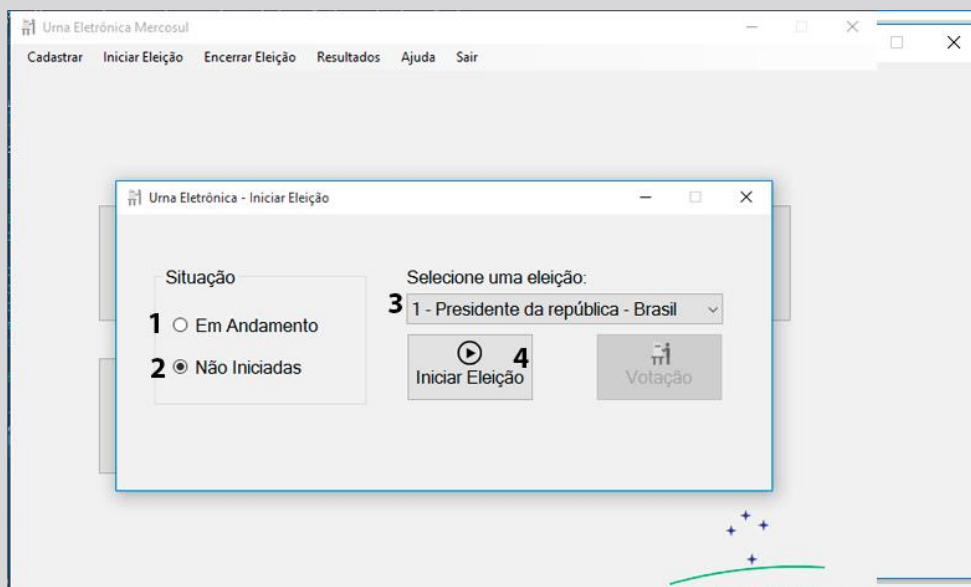 Urna Eletrônica Mercosul
Cadastrar Iniciar Eleição Encerrar Eleição Resultados Ajuda Sair
Urna Eletrônica - Iniciar Eleição
Situação
1 Em Andamento
2 Não Iniciadas
Selecione uma eleição:
3 1 - Presidente da república - Brasil
4
Iniciar Eleição
Votação